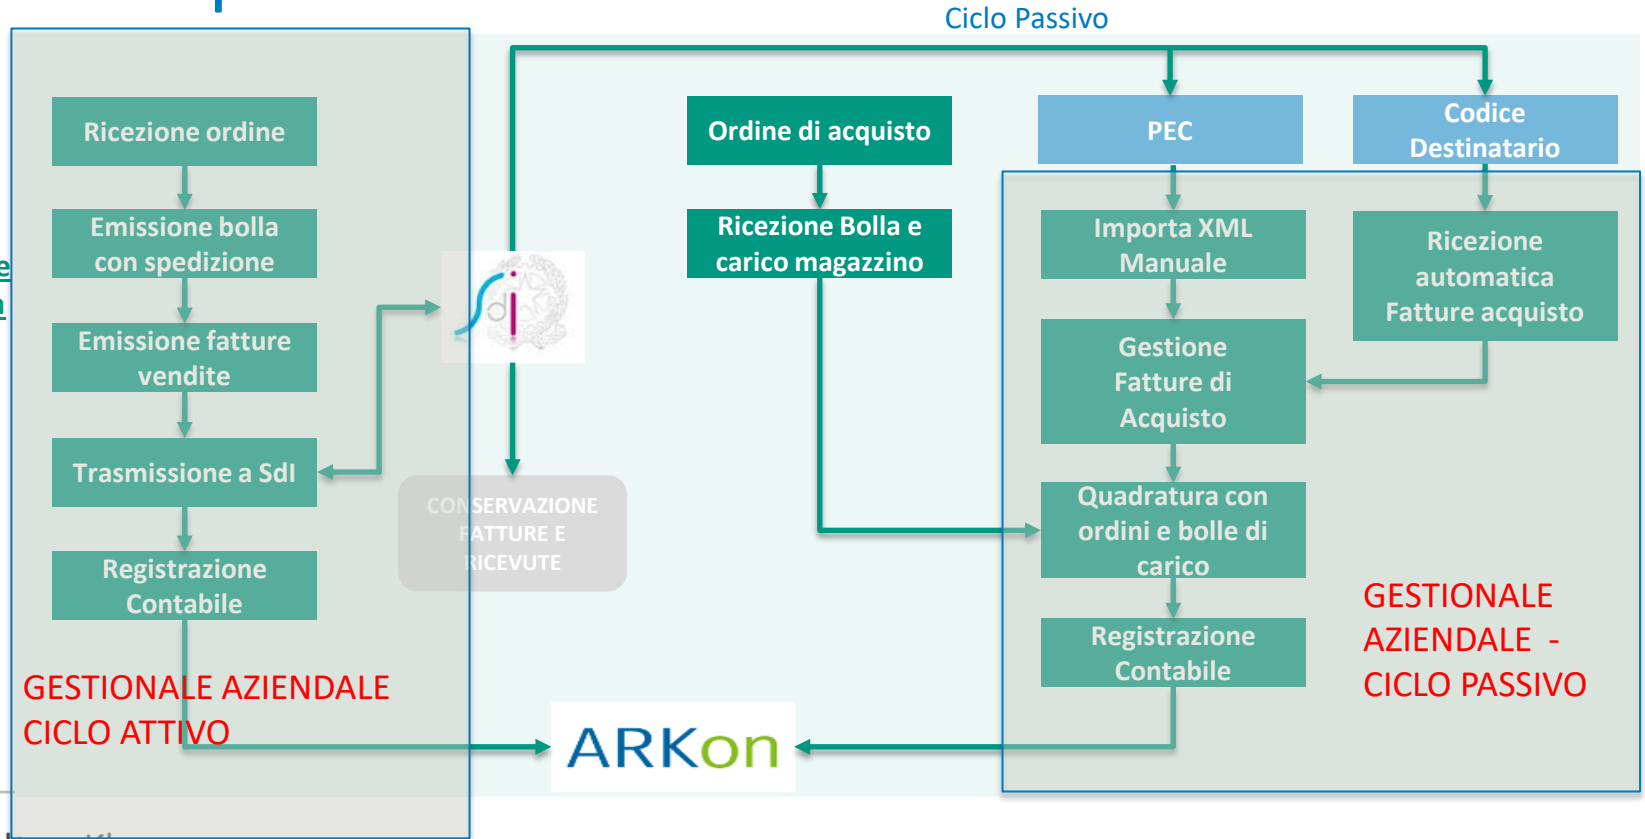 Ciclo Passivo
Ricezione ordine
Emissione bolla
con spedizione
Emissione fatture
vendite
Trasmissione a SdI
Registrazione
Contabile
GESTIONALE AZIENDALE
CICLO ATTIVO
Sdi
CONSERVAZIONE
FATTURE E
RICEVUTE
Ordine di acquisto
Ricezione Bolla e
carico magazzino
PEC
Codice
Destinatario
Importa XML
Manuale
Ricezione
automatica
Fatture acquisto
Gestione
Fatture di
Acquisto
Quadratura con
ordini e bolle di
carico
Registrazione
Contabile
GESTIONALE
AZIENDALE -
CICLO PASSIVO
ARKon